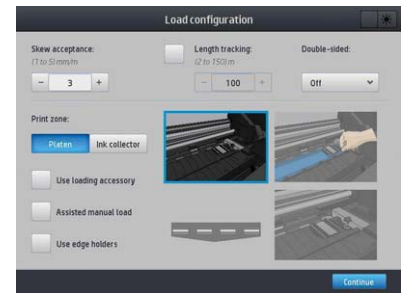 Load configuration
Skew acceptance:
(1 to 5) mm/m
- 3 +
Length tracking:
(2 to 150) m
- 100 +
Double-sided:
Off
Print zone:
Platen
Ink collector
Use loading accessory
Assisted manual load
Use edge holders
Continue